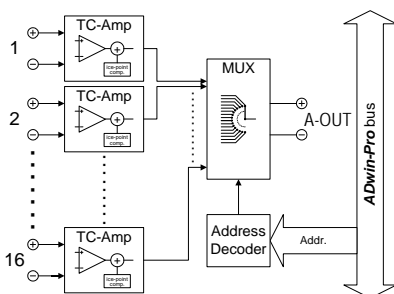 TC-Amp
1
ice-point
comp.
TC-Amp
2
ice-point
comp.
TC-Amp
16
ice-point
comp.
MUX
A-OUT
Address
Decoder
Addr.
ADwin-Pro bus